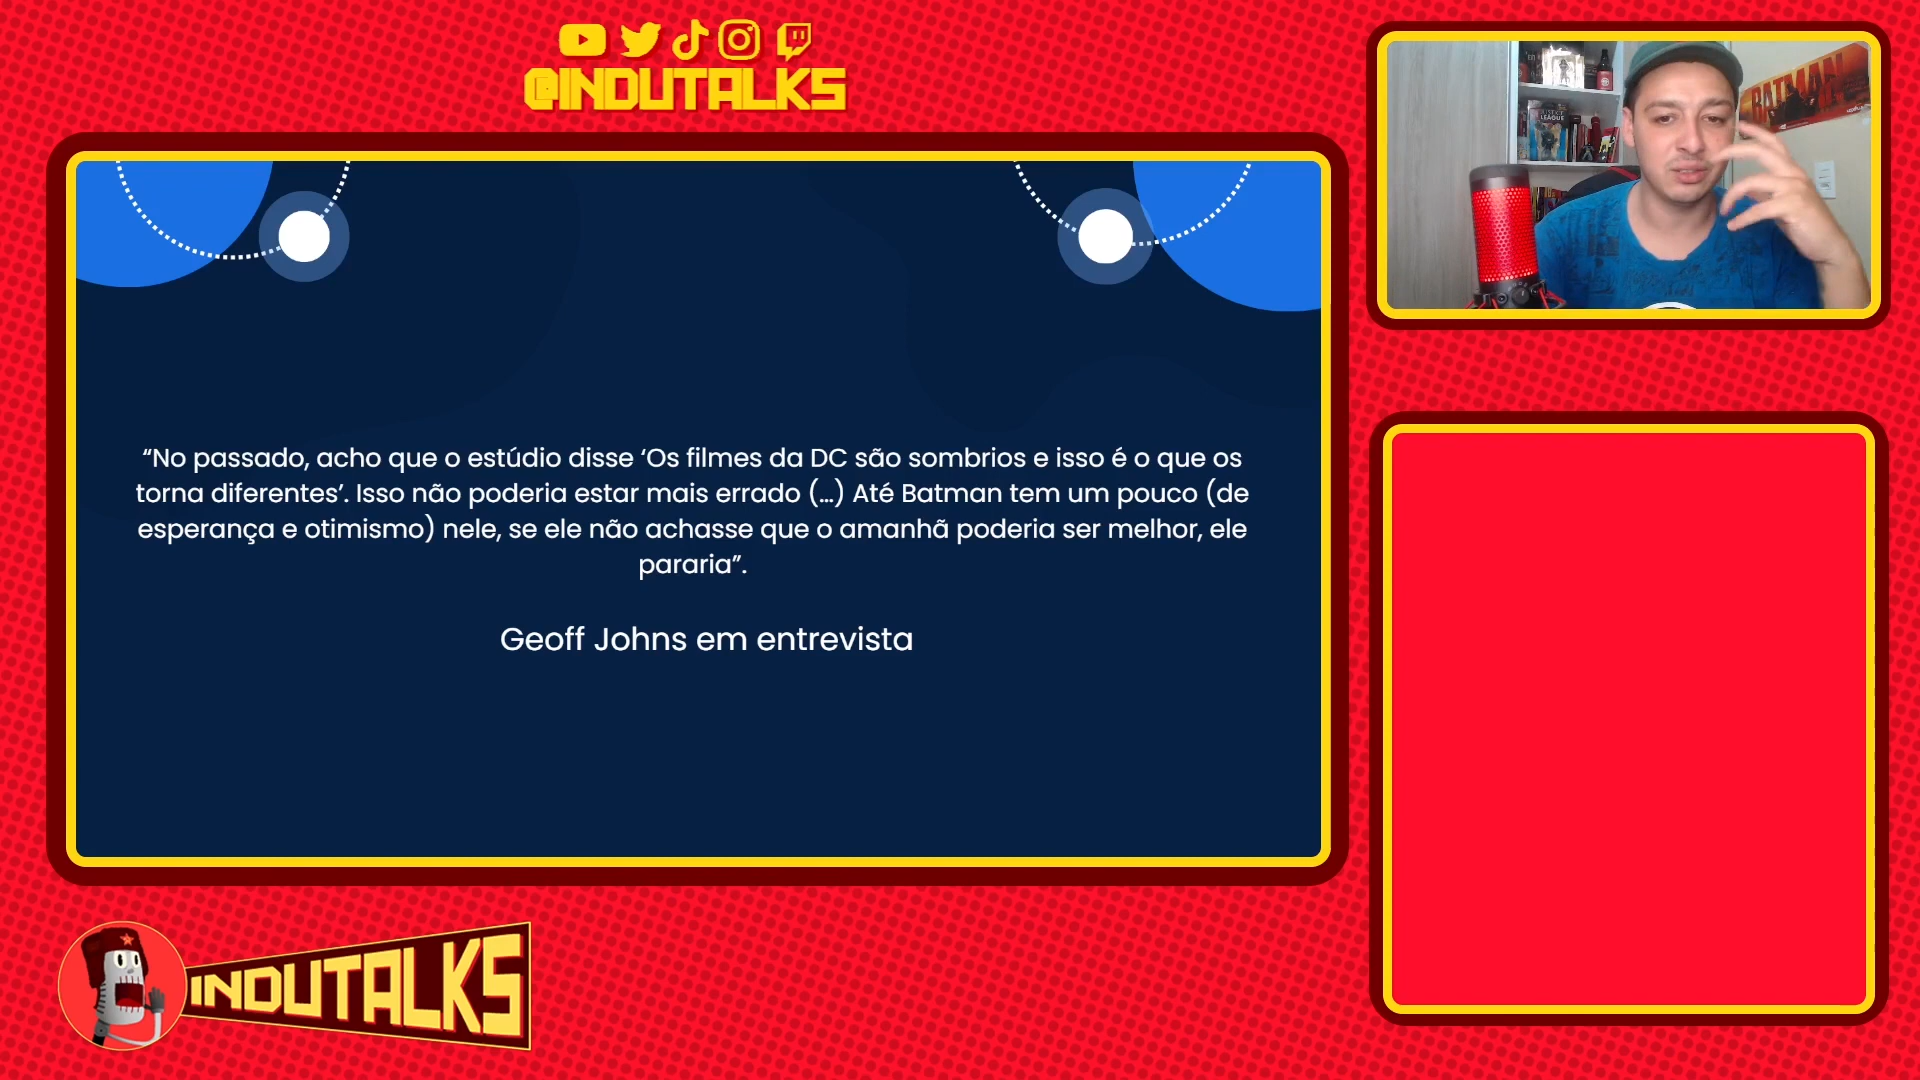 @INDUTALKS
BATMAN
JUSTICE
LEAGUE
“No passado, acho que o estúdio disse ‘Os filmes da DC são sombrios e isso é o que os
torna diferentes’. Isso não poderia estar mais errado (...) Até Batman tem um pouco (de
esperança e otimismo) nele, se ele não achasse que o amanhã poderia ser melhor, ele
pararia”.
Geoff Johns em entrevista
INDUTALKS